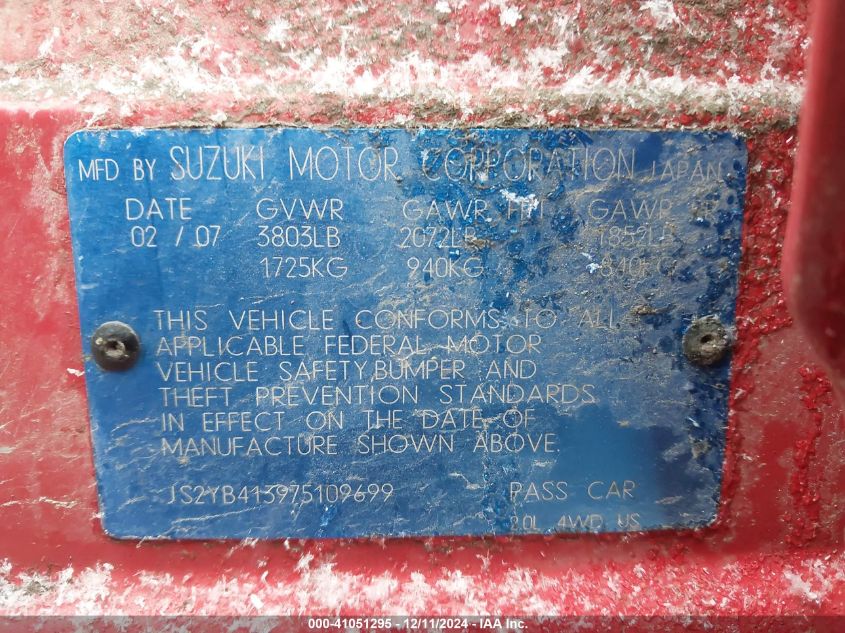 MFD BY SUZUKI MOTOR CORPORATION JAPAN
DATE GVWR GAWR FR GAWR
02 / 07 3803LB 2072LB 1852LB
1725KG 940KG 840KG
THIS VEHICLE CONFORMS TO ALL
APPLICABLE FEDERAL MOTOR
VEHICLE SAFETY,BUMPER AND
THEFT PREVENTION STANDARDS
IN EFFECT ON THE DATE OF
MANUFACTURE SHOWN ABOVE.
JS2YB413975109699 PASS CAR
2.0L 4WD US
000-41051295 - 12/11/2024 - IAA Inc.